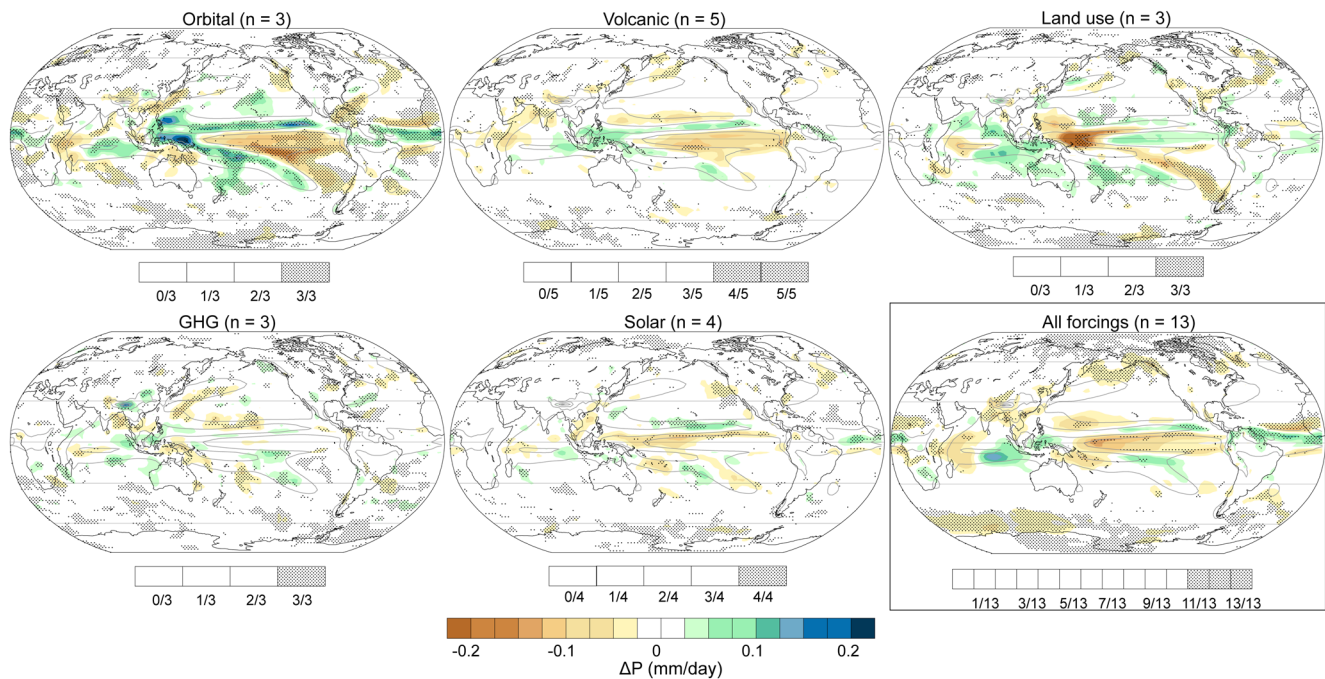 Orbital (n = 3)
Volcanic (n = 5)
Land use (n = 3)
0/3 1/3 2/3 3/3
0/5 1/5 2/5 3/5 4/5 5/5
0/3 1/3 2/3 3/3
GHG (n = 3)
Solar (n = 4)
All forcings (n = 13)
0/3 1/3 2/3 3/3
0/4 1/4 2/4 3/4 4/4
1/13 3/13 5/13 7/13 9/13 11/13 13/13
-0.2 -0.1 0 0.1 0.2
ΔP (mm/day)